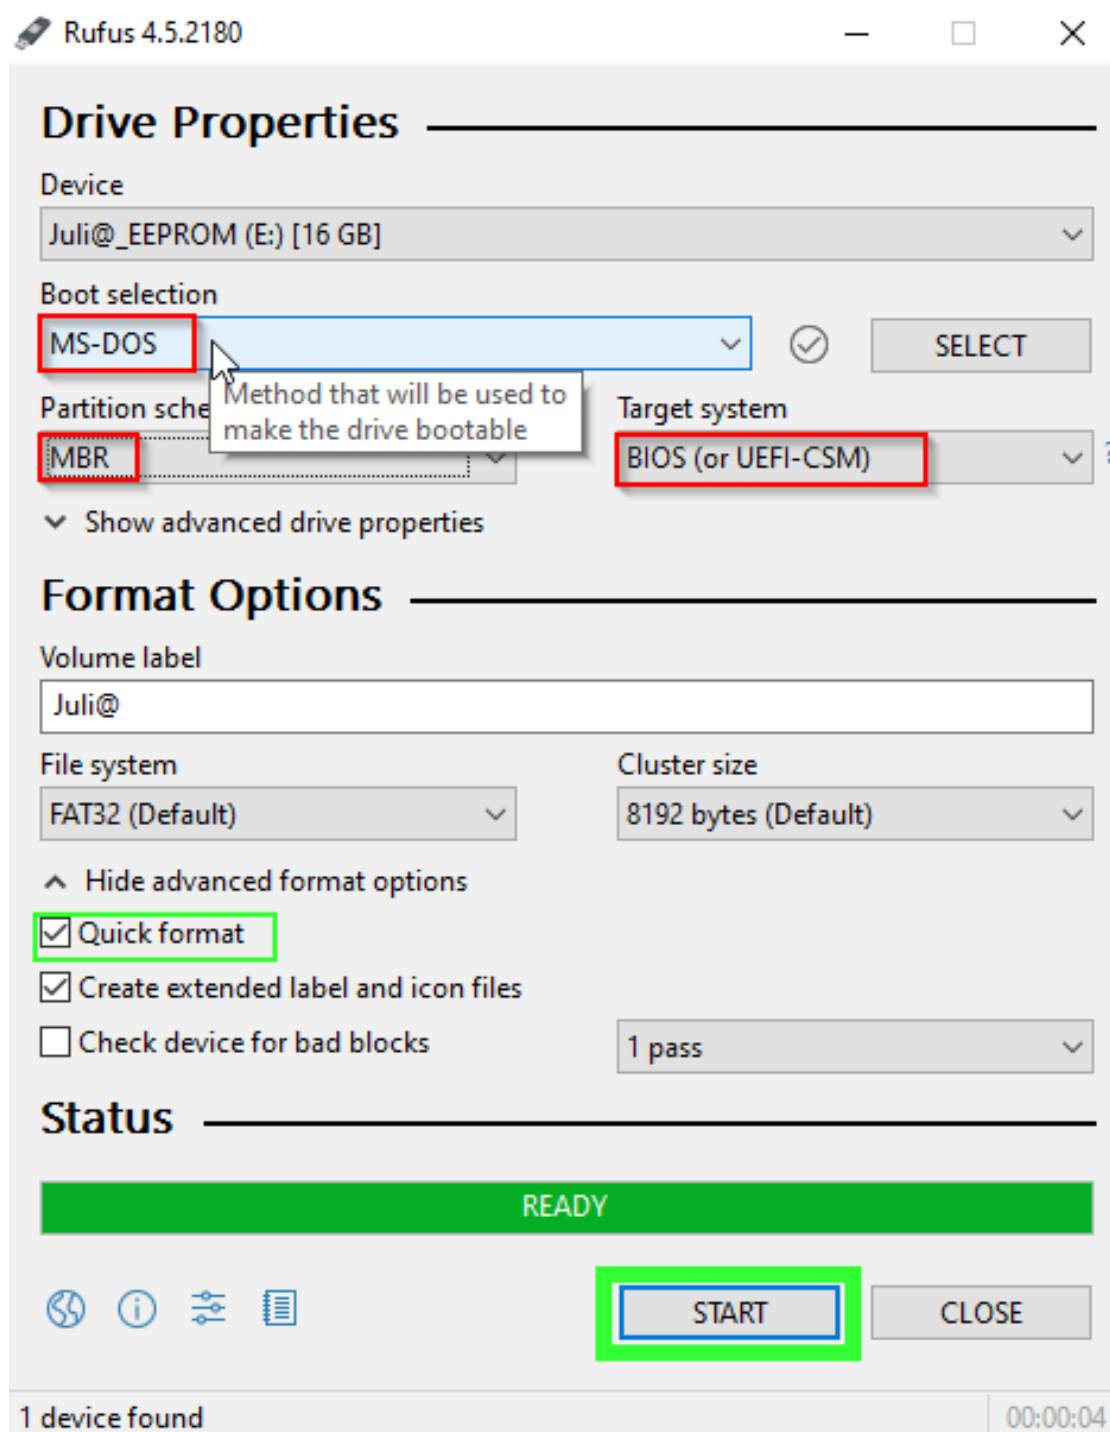 Rufus 4.5.2180
Drive Properties
Device
Juli@_EEPROM (E:) [16 GB]
Boot selection
MS-DOS
SELECT
Method that will be used to
make the drive bootable
Partition sche
Target system
MBR
BIOS (or UEFI-CSM)
?
Show advanced drive properties
Format Options
Volume label
Juli@
File system
Cluster size
FAT32 (Default)
8192 bytes (Default)
Hide advanced format options
Quick format
Create extended label and icon files
Check device for bad blocks
1 pass
Status
READY
START
CLOSE
1 device found
00:00:04